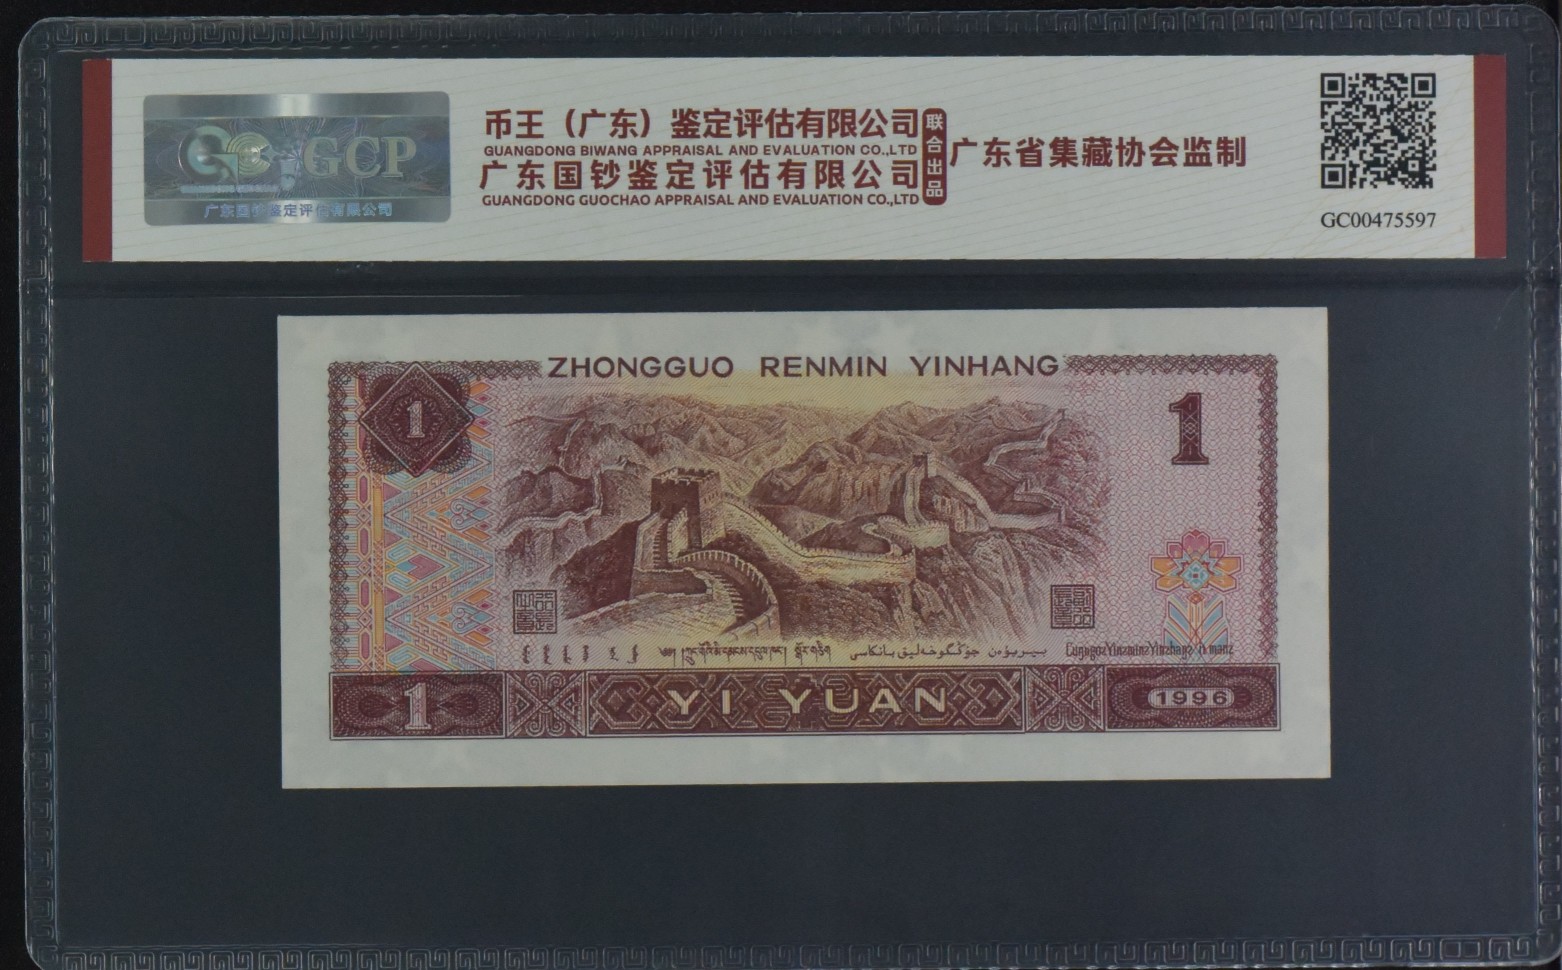 GCP
广东国钞鉴定评估有限公司
币王（广东）鉴定评估有限公司
GUANGDONG BIWANG APPRAISAL AND EVALUATION CO.,LTD
广东国钞鉴定评估有限公司
GUANGDONG GUOCHAO APPRAISAL AND EVALUATION CO.,LTD
联合出品
广东省集藏协会监制
GC00475597
ZHONGGUO RENMIN YINHANG
1
1
1
YI YUAN
1996